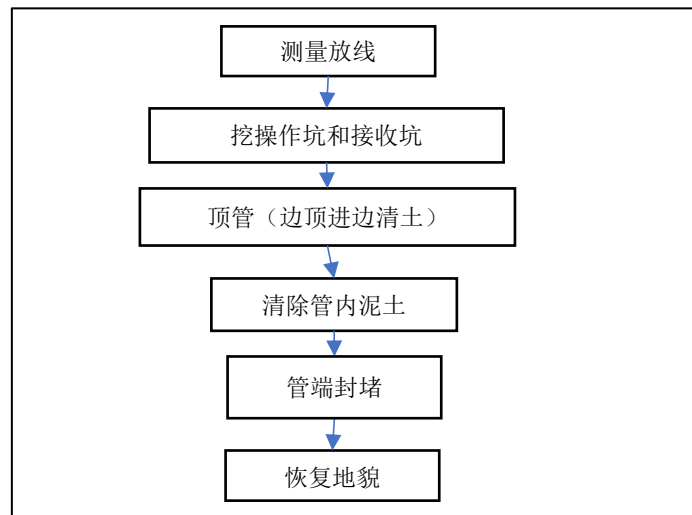 测量放线
挖操作坑和接收坑
顶管（边顶进边清土）
清除管内泥土
管端封堵
恢复地貌